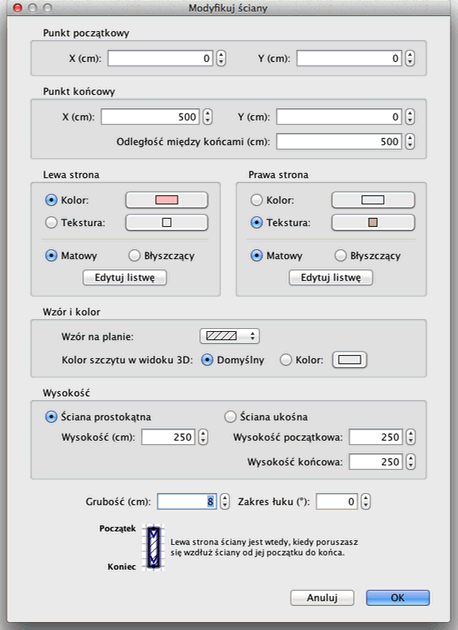 Modyfikuj ściany
Punkt początkowy
X (cm): 0 Y (cm): 0
Punkt końcowy
X (cm): 500 Y (cm): 0
Odległość między końcami (cm): 500
Lewa strona Prawa strona
Kolor: Kolor:
Tekstura: Tekstura:
Matowy Błyszczący Matowy Błyszczący
Edytuj listwę Edytuj listwę
Wzór i kolor
Wzór na planie:
Kolor szczytu w widoku 3D: Domyślny Kolor:
Wysokość
Ściana prostokątna Ściana ukośna
Wysokość (cm): 250 Wysokość początkowa: 250
Wysokość końcowa: 250
Grubość (cm): 8 Zakres łuku (°): 0
Początek
Lewa strona ściany jest wtedy, kiedy poruszasz
się wzdłuż ściany od jej początku do końca.
Koniec
Anuluj OK